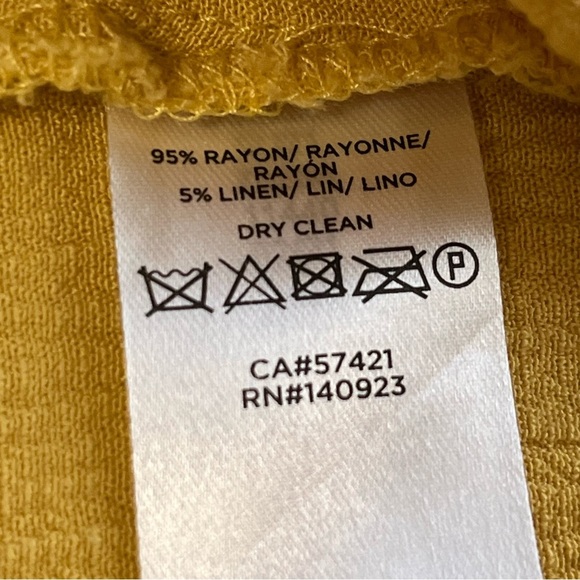 95% RAYON/ RAYONNE/
RAYÓN
5% LINEN/ LIN/ LINO
DRY CLEAN
P
CA#57421
RN#140923